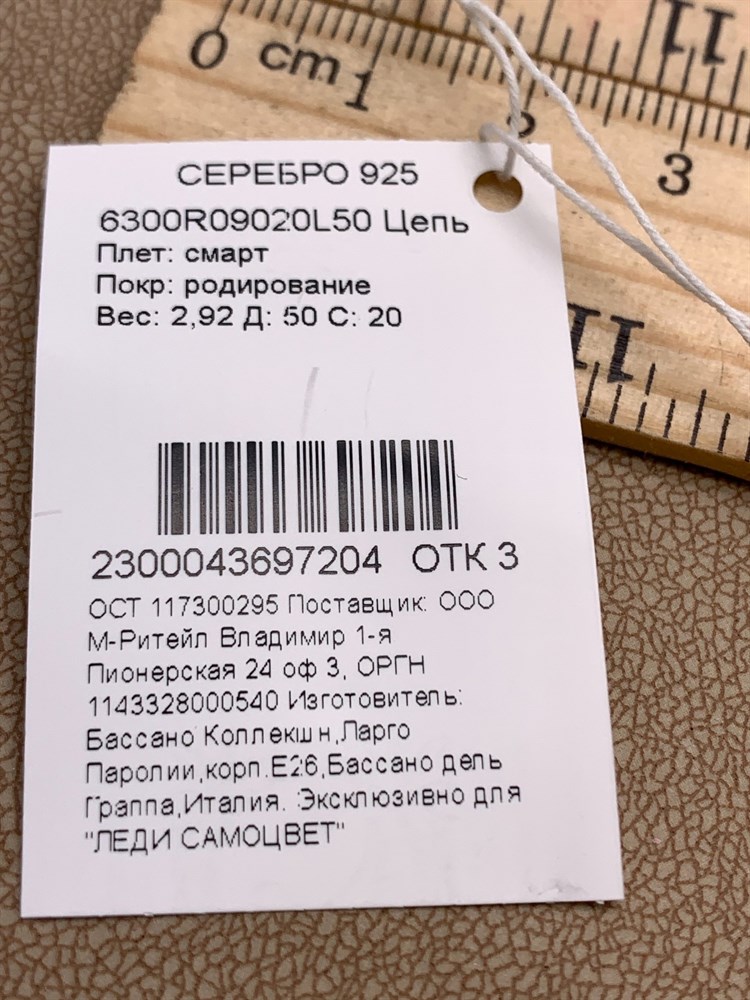 0 cm 1 2 3
11
СЕРЕБРО 925
6300R09020L50 Цепь
Плет: смарт
Покр: родирование
Вес: 2,92 Д: 50 С: 20
11
2300043697204 ОТК 3
ОСТ 117300295 Поставщик: ООО
М-Ритейл Владимир 1-я
Пионерская 24 оф 3, ОРГН
1143328000540 Изготовитель:
Бассано Коллекшн,Ларго
Паролии,корп.Е26,Бассано дель
Граппа,Италия. Эксклюзивно для
"ЛЕДИ САМОЦВЕТ"